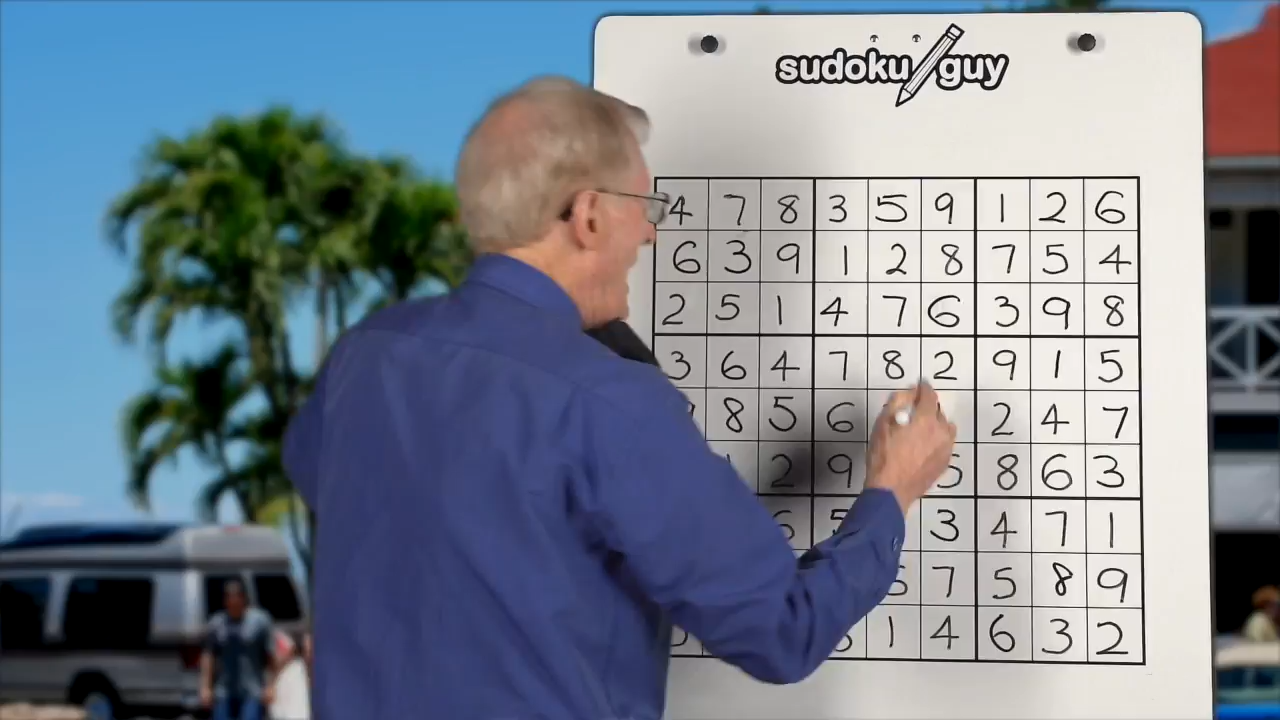 sudoku guy
4 7 8 3 5 9 1 2 6
6 3 9 1 2 8 7 5 4
2 5 1 4 7 6 3 9 8
3 6 4 7 8 2 9 1 5
8 5 6 2 4 7
2 9 5 8 6 3
6 5 3 4 7 1
7 5 8 9
1 4 6 3 2